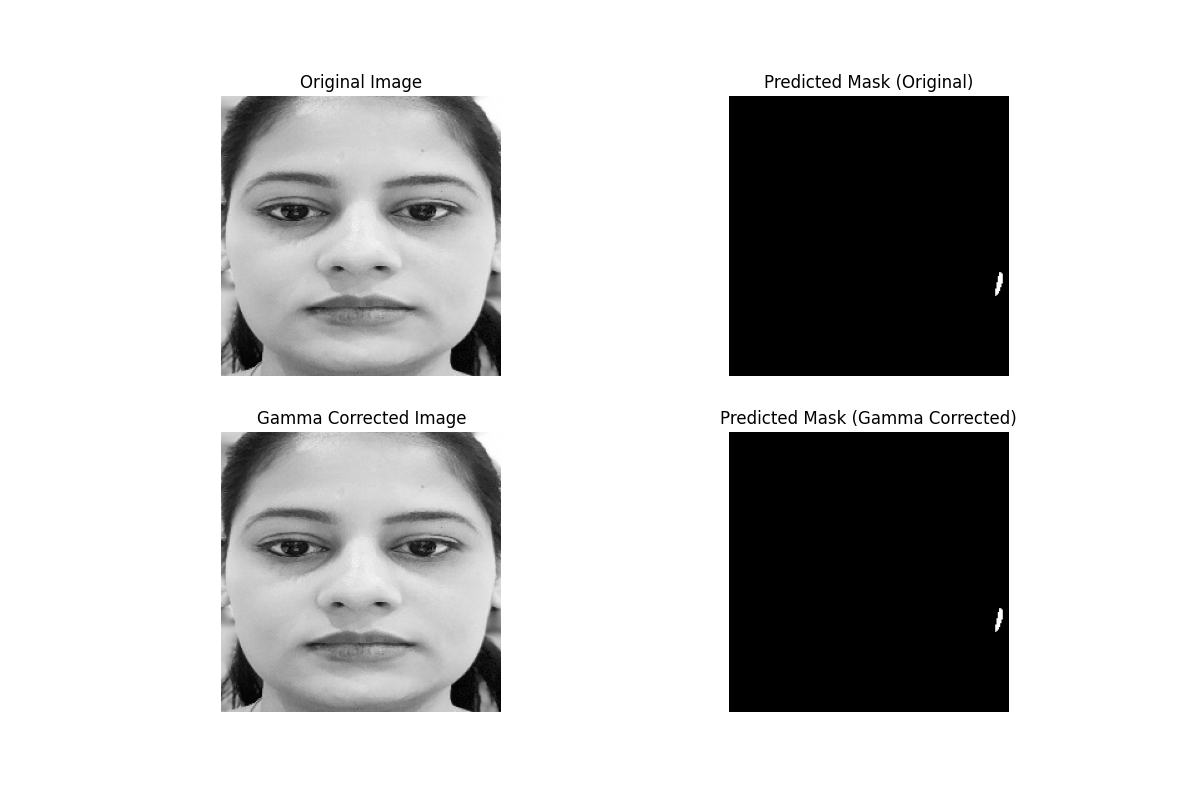 Original Image
Predicted Mask (Original)
Gamma Corrected Image
Predicted Mask (Gamma Corrected)